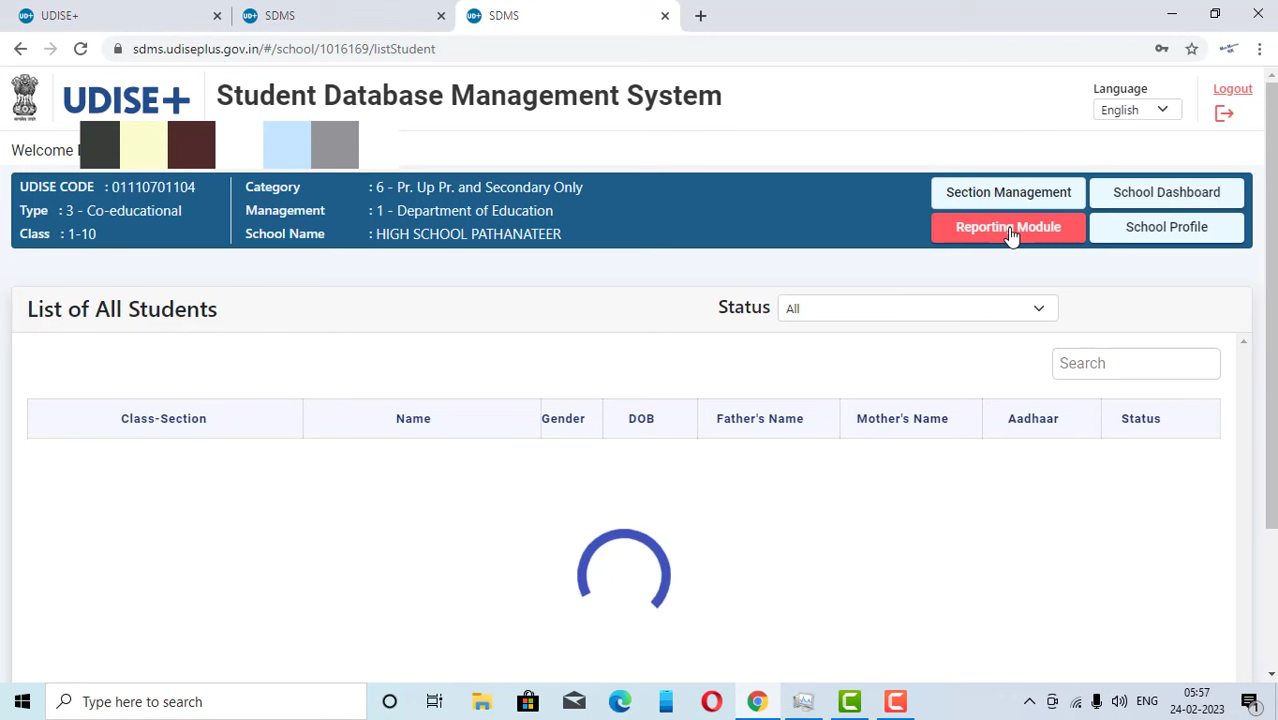 UDISE+
SDMS
SDMS
sdms.udiseplus.gov.in/#/school/1016169/listStudent
UDISE+
Student Database Management System
Language
English
Logout
Welcome
UDISE CODE : 01110701104
Type : 3 - Co-educational
Class : 1-10
Category : 6 - Pr. Up Pr. and Secondary Only
Management : 1 - Department of Education
School Name : HIGH SCHOOL PATHANATEER
Section Management
School Dashboard
Reporting Module
School Profile
List of All Students
Status
All
Search
Class-Section Name Gender DOB Father's Name Mother's Name Aadhaar Status
Type here to search
ENG
05:57
24-02-2023
1